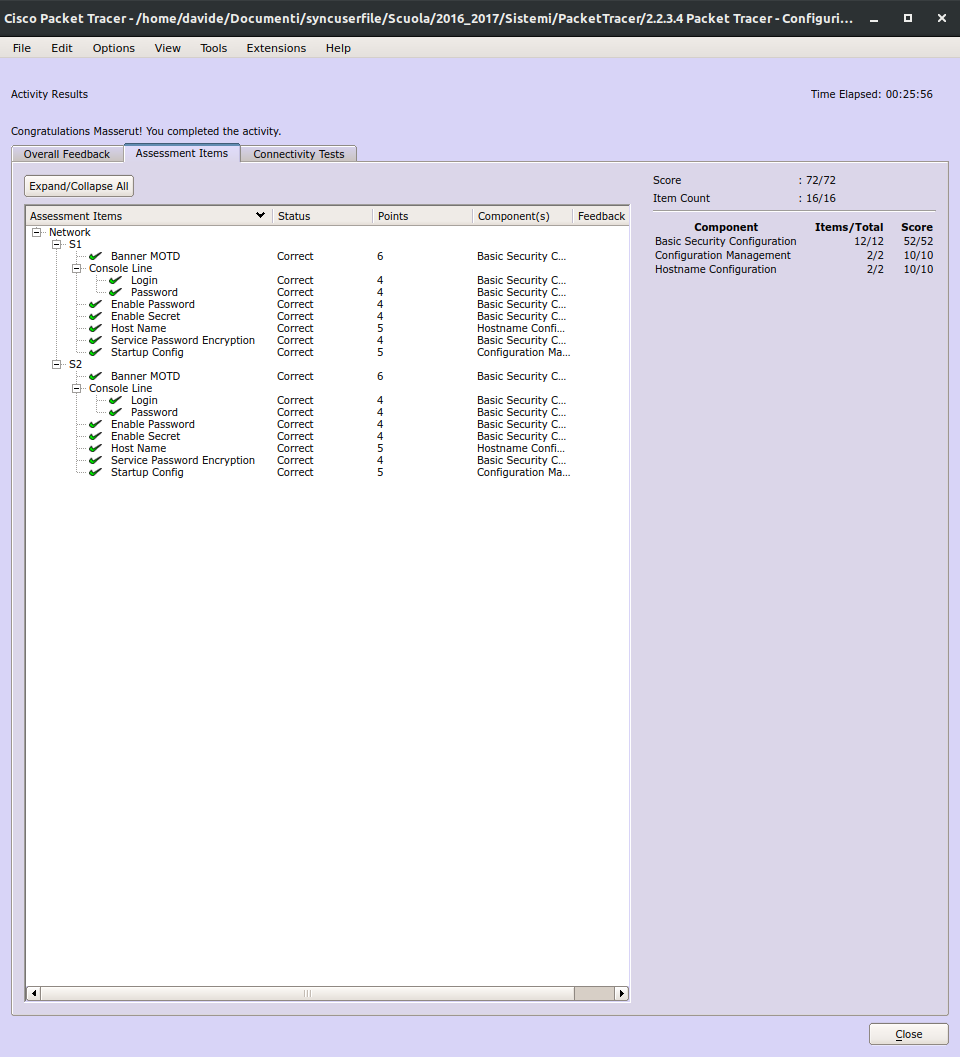 Cisco Packet Tracer - /home/davide/Documenti/syncuserfile/Scuola/2016_2017/Sistemi/PacketTracer/2.2.3.4 Packet Tracer - Configuri...
File Edit Options View Tools Extensions Help
Activity Results Time Elapsed: 00:25:56
Congratulations Masserut! You completed the activity.
Overall Feedback Assessment Items Connectivity Tests
Expand/Collapse All
Assessment Items Status Points Component(s) Feedback
Network
S1
Banner MOTD Correct 6 Basic Security C...
Console Line
Login Correct 4 Basic Security C...
Password Correct 4 Basic Security C...
Enable Password Correct 4 Basic Security C...
Enable Secret Correct 4 Basic Security C...
Host Name Correct 5 Hostname Confi...
Service Password Encryption Correct 4 Basic Security C...
Startup Config Correct 5 Configuration Ma...
S2
Banner MOTD Correct 6 Basic Security C...
Console Line
Login Correct 4 Basic Security C...
Password Correct 4 Basic Security C...
Enable Password Correct 4 Basic Security C...
Enable Secret Correct 4 Basic Security C...
Host Name Correct 5 Hostname Confi...
Service Password Encryption Correct 4 Basic Security C...
Startup Config Correct 5 Configuration Ma...
Score : 72/72
Item Count : 16/16
Component Items/Total Score
Basic Security Configuration 12/12 52/52
Configuration Management 2/2 10/10
Hostname Configuration 2/2 10/10
Close